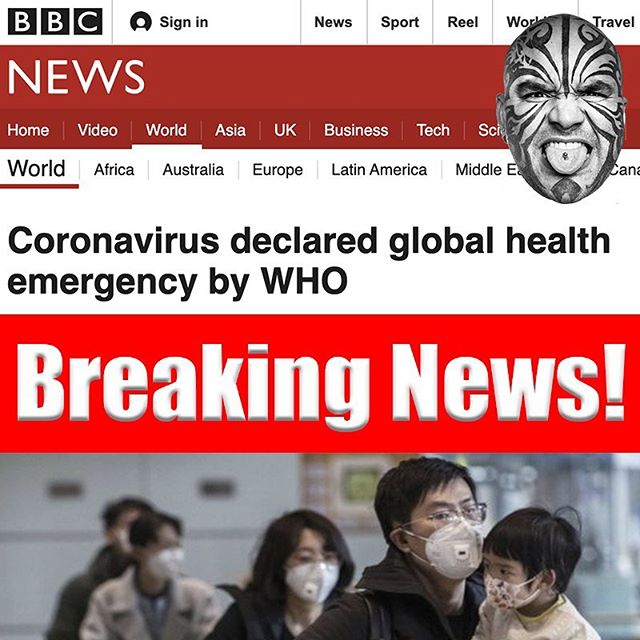 BBC Sign in News Sport Reel Travel
NEWS
Home Video World Asia UK Business Tech
World Africa Australia Europe Latin America Middle
Coronavirus declared global health
emergency by WHO
Breaking News!